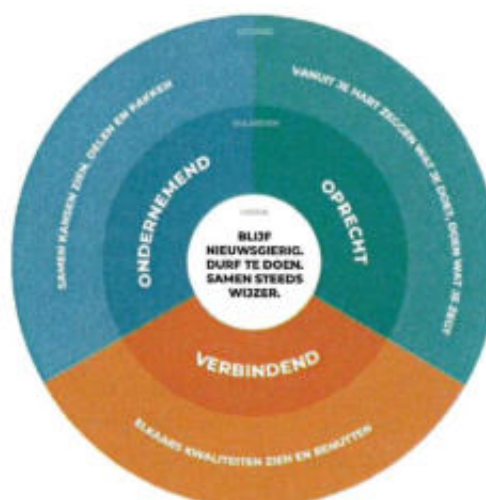 VANUIT JE HART ZEGGEN WAT JE DOET, DOEN WAT JE ZEGT
SAMEN KANSEN ZIEN, DELEN EN PAKKEN
WAARDEN
ONDERNEMEND
OPRECHT
BLIJF
NIEUWSGIERIG.
DURF TE DOEN.
SAMEN STEEDS
WIJZER.
VERBINDEND
ELKAARS KWALITEITEN ZIEN EN BENUTTEN